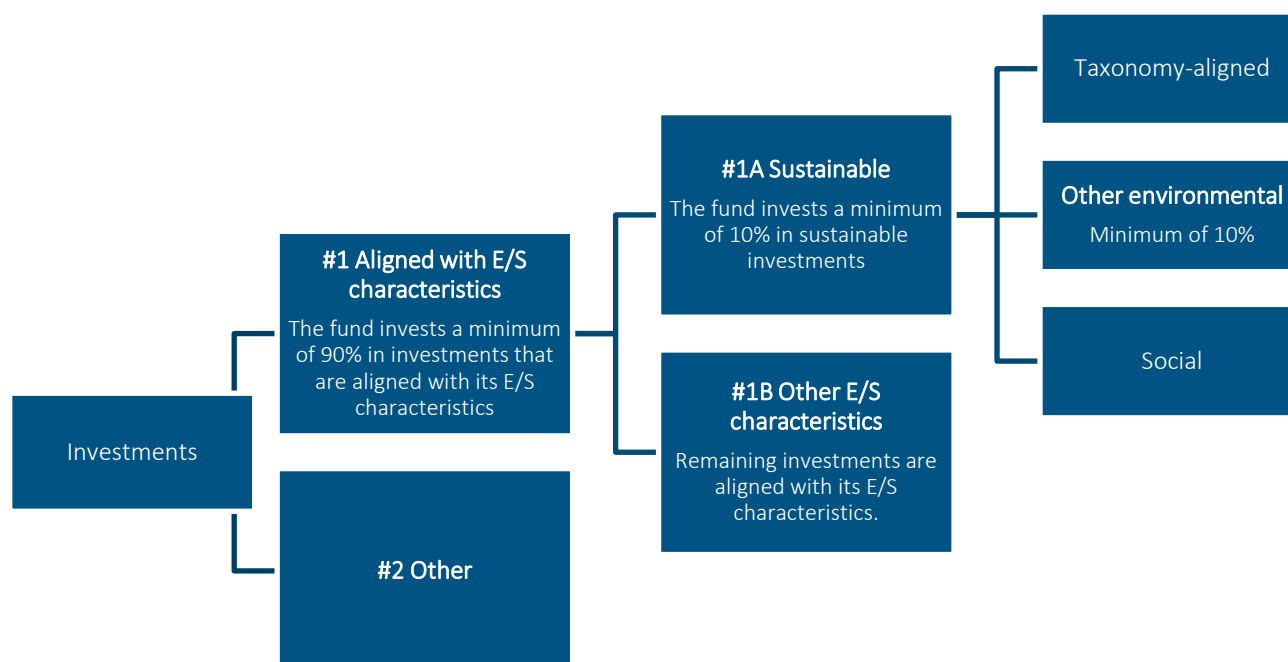 Investments
#1 Aligned with E/S
characteristics
The fund invests a minimum
of 90% in investments that
are aligned with its E/S
characteristics
#2 Other
#1A Sustainable
The fund invests a minimum
of 10% in sustainable
investments
#1B Other E/S
characteristics
Remaining investments are
aligned with its E/S
characteristics.
Taxonomy-aligned
Other environmental
Minimum of 10%
Social